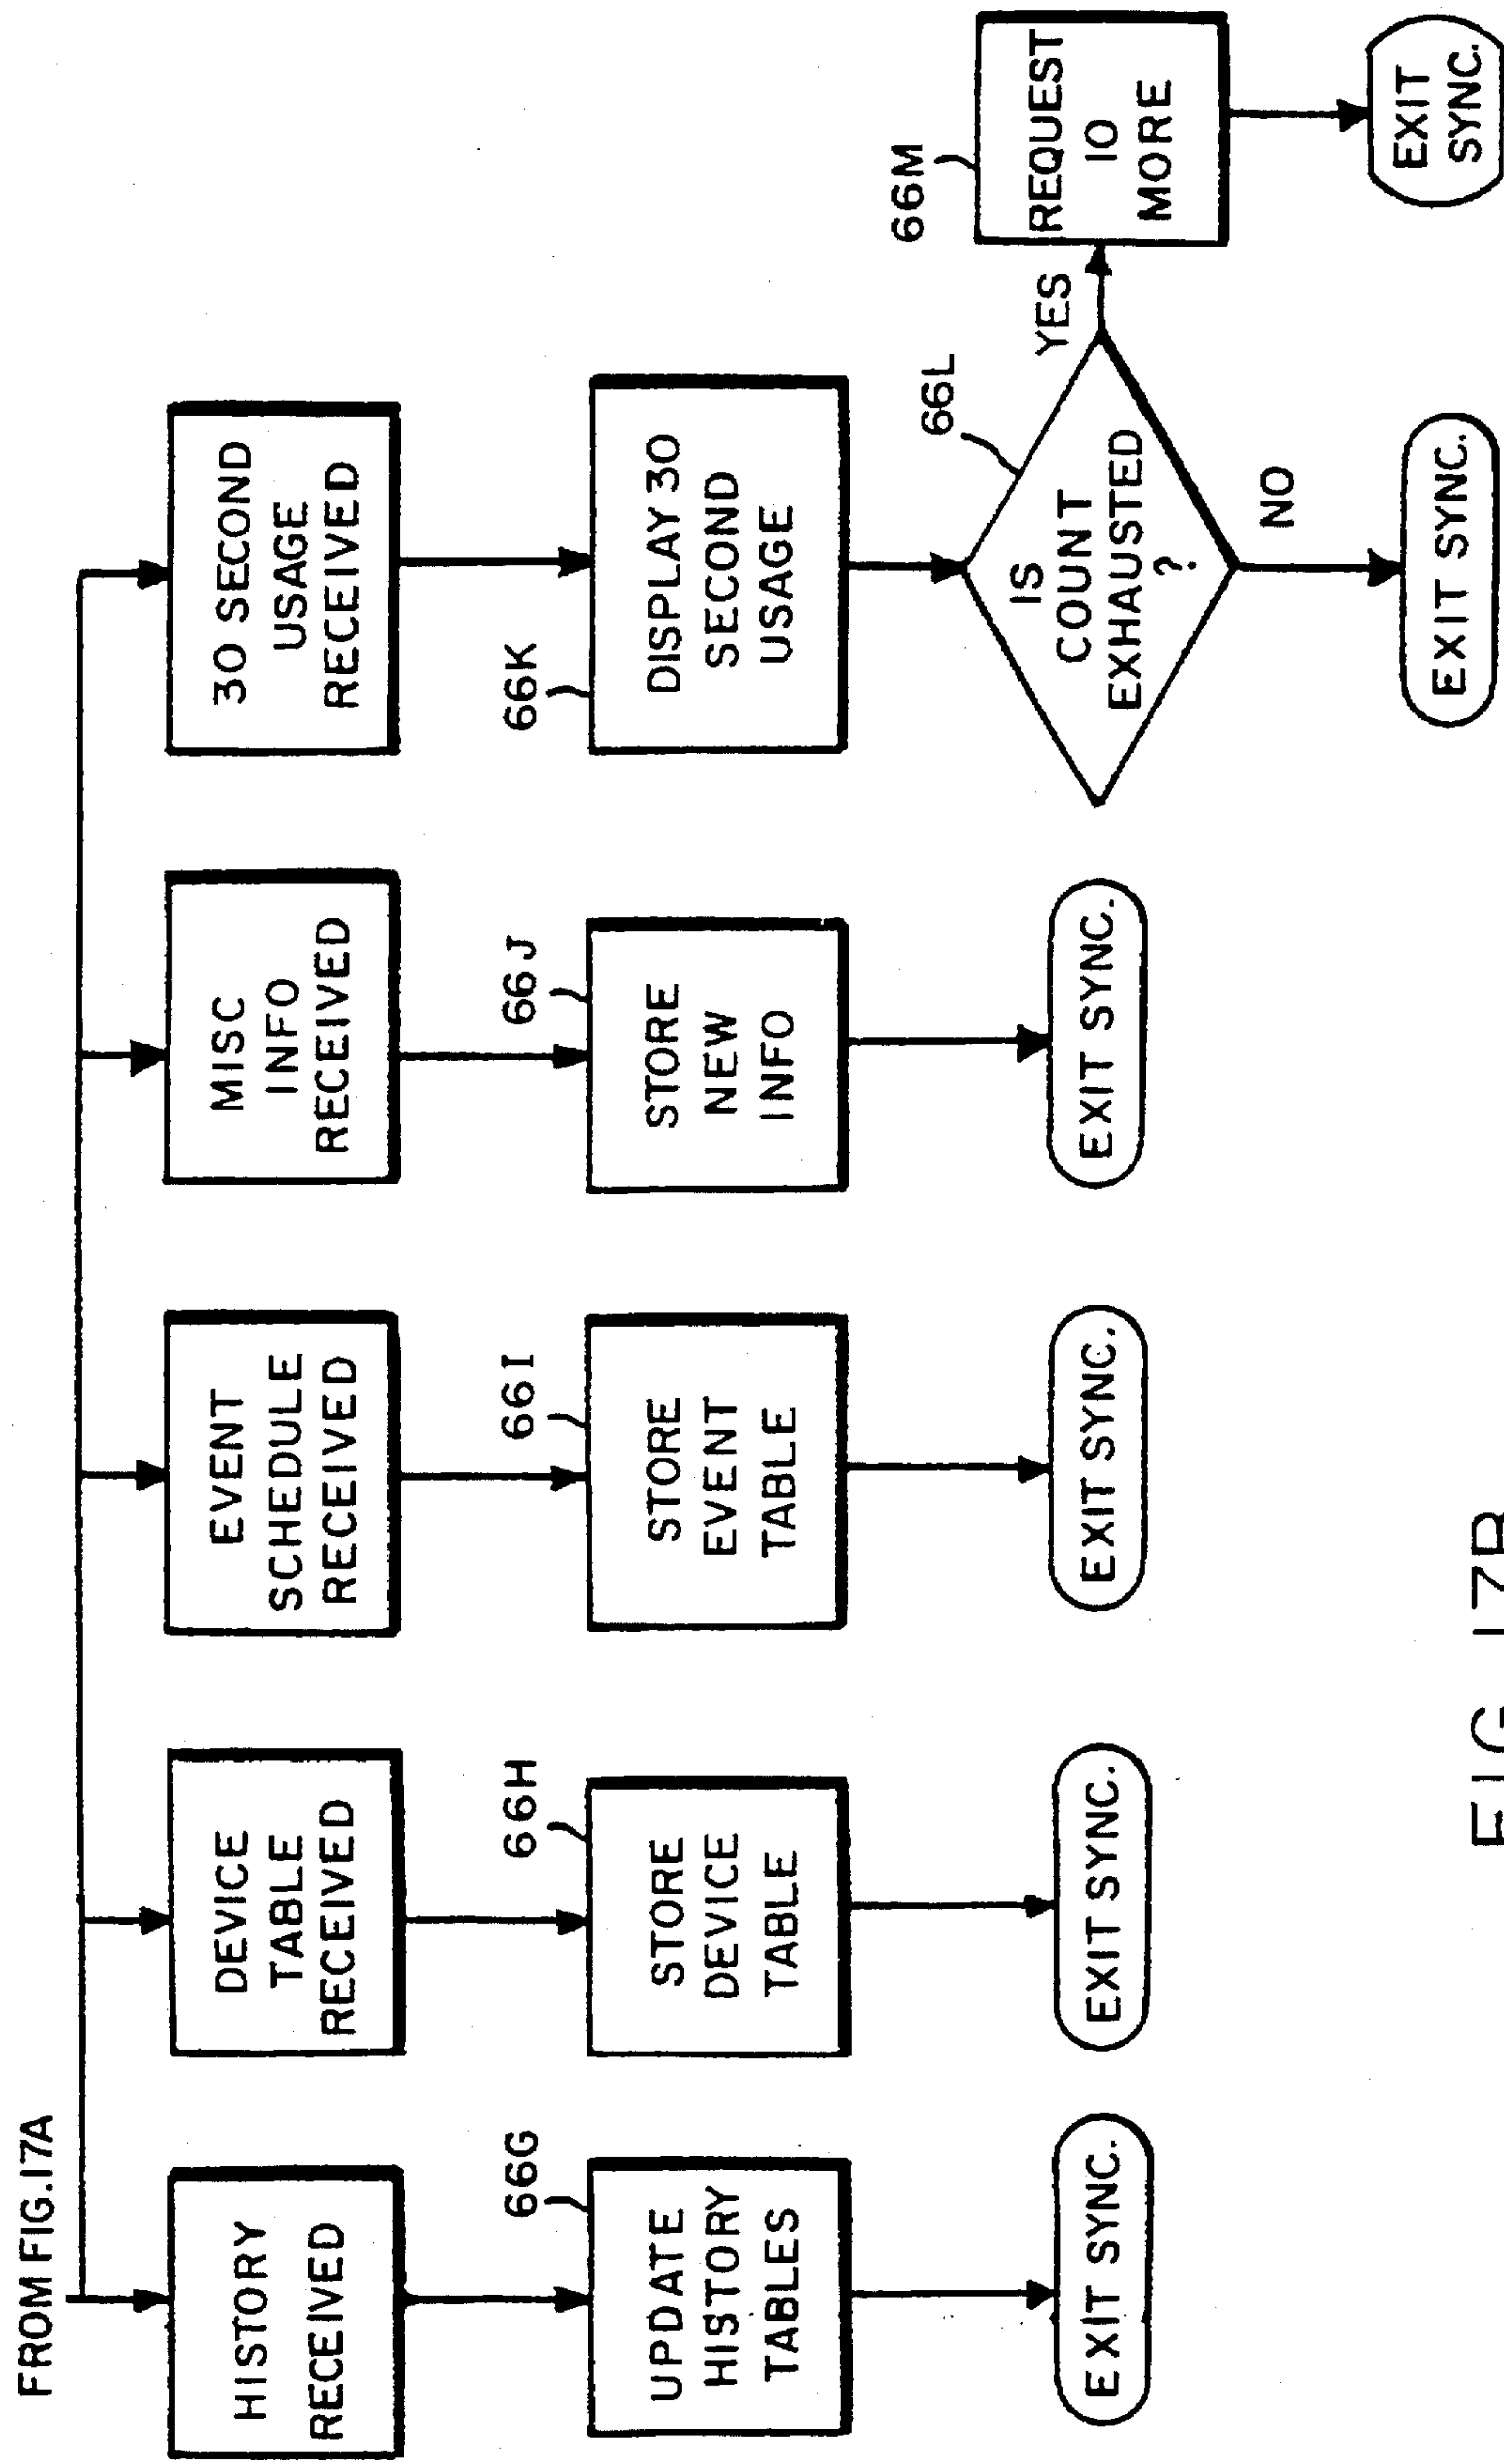 FROM FIG.17A
HISTORY
RECEIVED
66G
UPDATE
HISTORY
TABLES
EXIT SYNC.
DEVICE
TABLE
RECEIVED
66H
STORE
DEVICE
TABLE
EXIT SYNC.
EVENT
SCHEDULE
RECEIVED
66I
STORE
EVENT
TABLE
EXIT SYNC.
MISC
INFO
RECEIVED
66J
STORE
NEW
INFO
EXIT SYNC.
30 SECOND
USAGE
RECEIVED
66K
DISPLAY 30
SECOND
USAGE
66L
IS
COUNT
EXHAUSTED
?
YES
NO
EXIT SYNC.
66M
REQUEST
10
MORE
EXIT
SYNC.
FIG. 17B